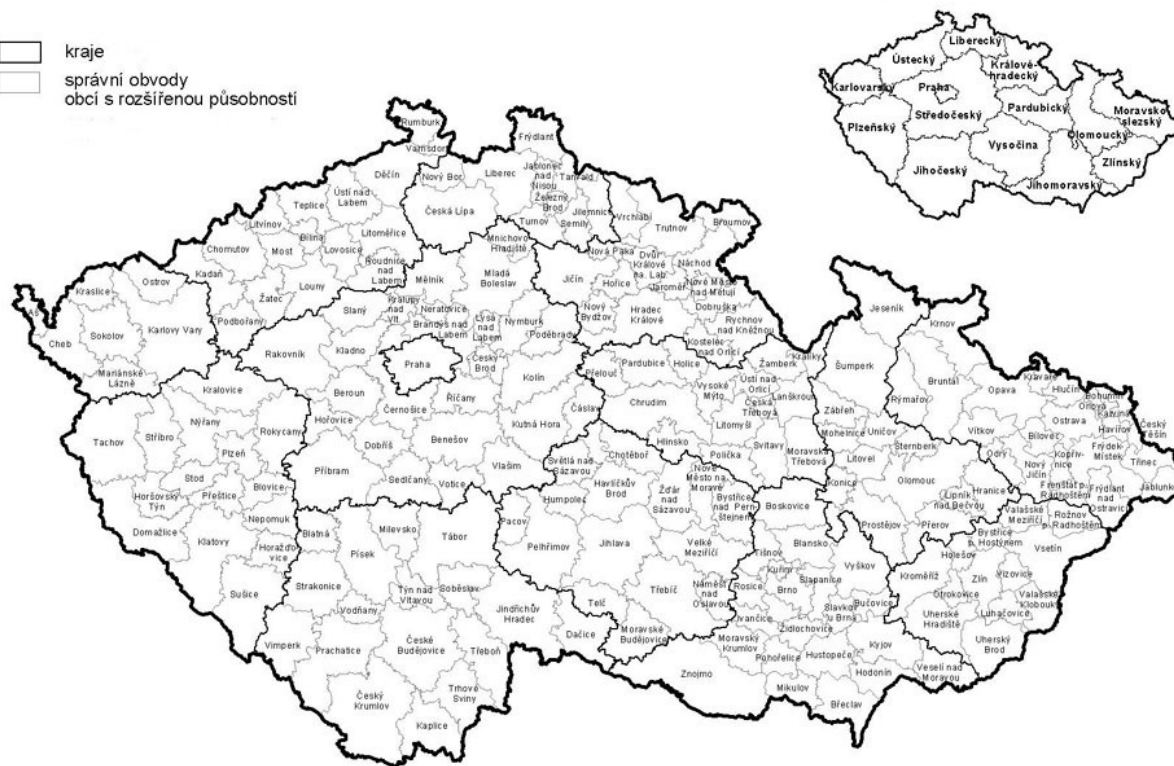 kraje
správní obvody
obcí s rozšířenou působností
Liberecký
Ústecký
Králové-
hradecký
Karlovarský
Praha
Středočeský
Pardubický
Moravsko
slezský
Plzeňský
Olomoucký
Vysočina
Zlínský
Jihočeský
Jihomoravský
Rumburk
Varnsdorf
Frýdlant
Děčín
Nový Bor
Liberec
Jablonec
nad
Nisou
Tanvald
Železný
Brod
Ústí nad
Labem
Teplice
Česká Lípa
Jilemnice
Turnov
Semily
Vrchlabí
Trutnov
Broumov
Litvínov
Bílina
Litoměřice
Chomutov
Most
Lovosice
Mnichovo
Hradiště
Nová Paka
Dvůr
Králové
na. Lab.
Náchod
Kadaň
Roudnice
nad
Labem
Mělník
Mladá
Boleslav
Jičín
Hořice
Jaroměř
Nové Město
nad Metují
Kraslice
Ostrov
Žatec
Louny
Podbořany
Slaný
Kralupy
nad
Vlt.
Neratovice
Brandýs nad
Labem
Lysá
nad
Labem
Nymburk
Poděbrady
Nový
Bydžov
Hradec
Králové
Dobruška
Rychnov
nad Kněžnou
Kostelec
nad Orlicí
Jeseník
Krnov
Aš
Cheb
Sokolov
Karlovy Vary
Mariánské
Lázně
Rakovník
Kladno
Praha
Český
Brod
Kolín
Přelouč
Pardubice
Holice
Žamberk
Králíky
Šumperk
Bruntál
Rýmařov
Opava
Kravaře
Hlučín
Bohumín
Orlová
Karviná
Havířov
Český
Těšín
Ostrava
Kralovice
Beroun
Hořovice
Černošice
Říčany
Kutná Hora
Čáslav
Chrudim
Vysoké
Mýto
Ústí nad
Orlicí
Česká
Třebová
Lanškroun
Zábřeh
Mohelnice
Uničov
Šternberk
Vítkov
Bílovec
Odry
Nový
Jičín
Kopřiv-
nice
Frýdek-
Místek
Třinec
Jablunkov
Tachov
Stříbro
Nýřany
Plzeň
Rokycany
Dobříš
Benešov
Vlašim
Hlinsko
Litomyšl
Polička
Svitavy
Moravská
Třebová
Litovel
Olomouc
Konice
Lipník
nad Bečvou
Hranice
Frenštát p.
Radhoštěm
Frýdlant
nad
Ostravicí
Stod
Přeštice
Blovice
Příbram
Sedlčany
Votice
Světlá nad
Sázavou
Chotěboř
Havlíčkův
Brod
Žďár
nad
Sázavou
Nové
Město na
Moravě
Bystřice
nad Pern-
štejnem
Boskovice
Prostějov
Přerov
Valašské
Meziříčí
Rožnov
p. Radhoštěm
Bystřice
p. Hostýnem
Vsetín
Horšovský
Týn
Domažlice
Klatovy
Nepomuk
Horažďo-
vice
Sušice
Blatná
Milevsko
Písek
Tábor
Pacov
Humpolec
Pelhřimov
Jihlava
Velké
Meziříčí
Tišnov
Blansko
Kuřim
Vyškov
Kroměříž
Holešov
Zlín
Vizovice
Otrokovice
Valašské
Klobouky
Luhačovice
Strakonice
Vodňany
Týn nad
Vltavou
Soběslav
Jindřichův
Hradec
Telč
Třebíč
Náměšť
nad
Oslavou
Rosice
Brno
Šlapanice
Bučovice
Slavkov
u Brna
Ivančice
Židlochovice
Uherské
Hradiště
Uherský
Brod
Vimperk
Prachatice
České
Budějovice
Třeboň
Dačice
Moravské
Budějovice
Moravský
Krumlov
Pohořelice
Hustopeče
Kyjov
Hodonín
Veselí nad
Moravou
Český
Krumlov
Trhové
Sviny
Kaplice
Znojmo
Mikulov
Břeclav